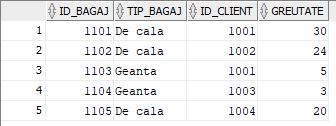 ID_BAGAJ TIP_BAGAJ ID_CLIENT GREUTATE
1 1101 De cala 1001 30
2 1102 De cala 1002 24
3 1103 Geanta 1001 5
4 1104 Geanta 1003 3
5 1105 De cala 1004 20